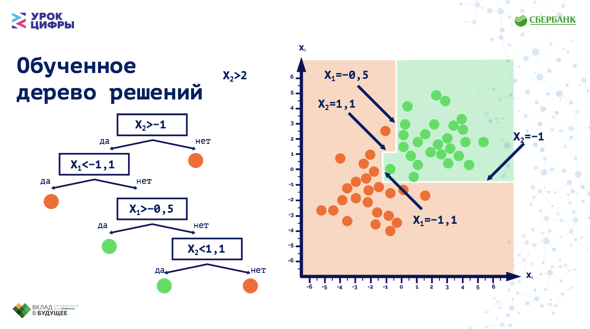 УРОК
ЦИФРЫ
СБЕРБАНК
Обученное
дерево решений
X₂>2
X₂>-1
да
нет
X₁<-1,1
да
нет
X₁>-0,5
да
нет
X₂<1,1
да
нет
X₂
X₁=-0,5
X₂=1,1
X₂=-1
X₁=-1,1
6
5
4
3
2
1
0
-1
-2
-3
-4
-5
-6
-6 -5 -4 -3 -2 -1 0 1 2 3 4 5 6
X₁
ВКЛАД
В БУДУЩЕЕ